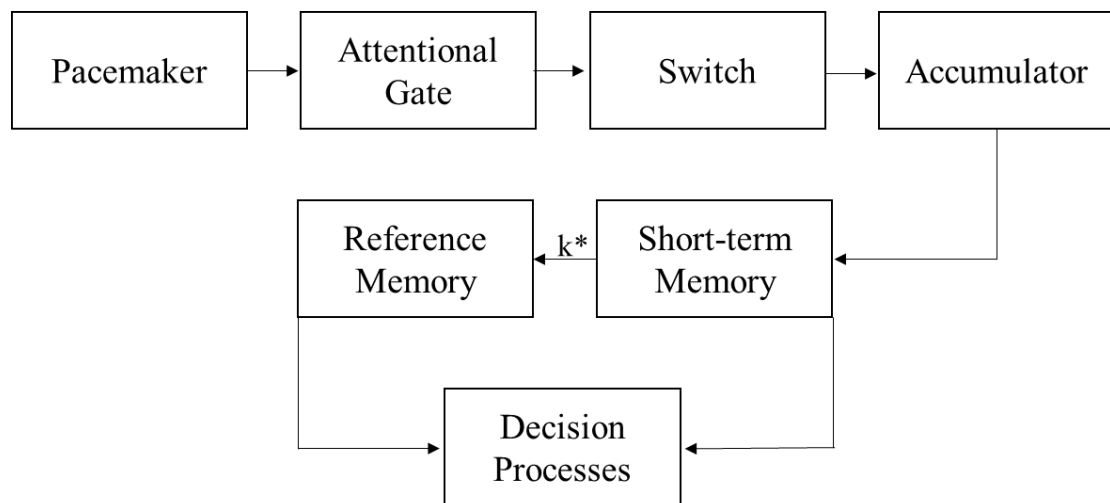 Pacemaker
Attentional
Gate
Switch
Accumulator
Reference
Memory
k*
Short-term
Memory
Decision
Processes